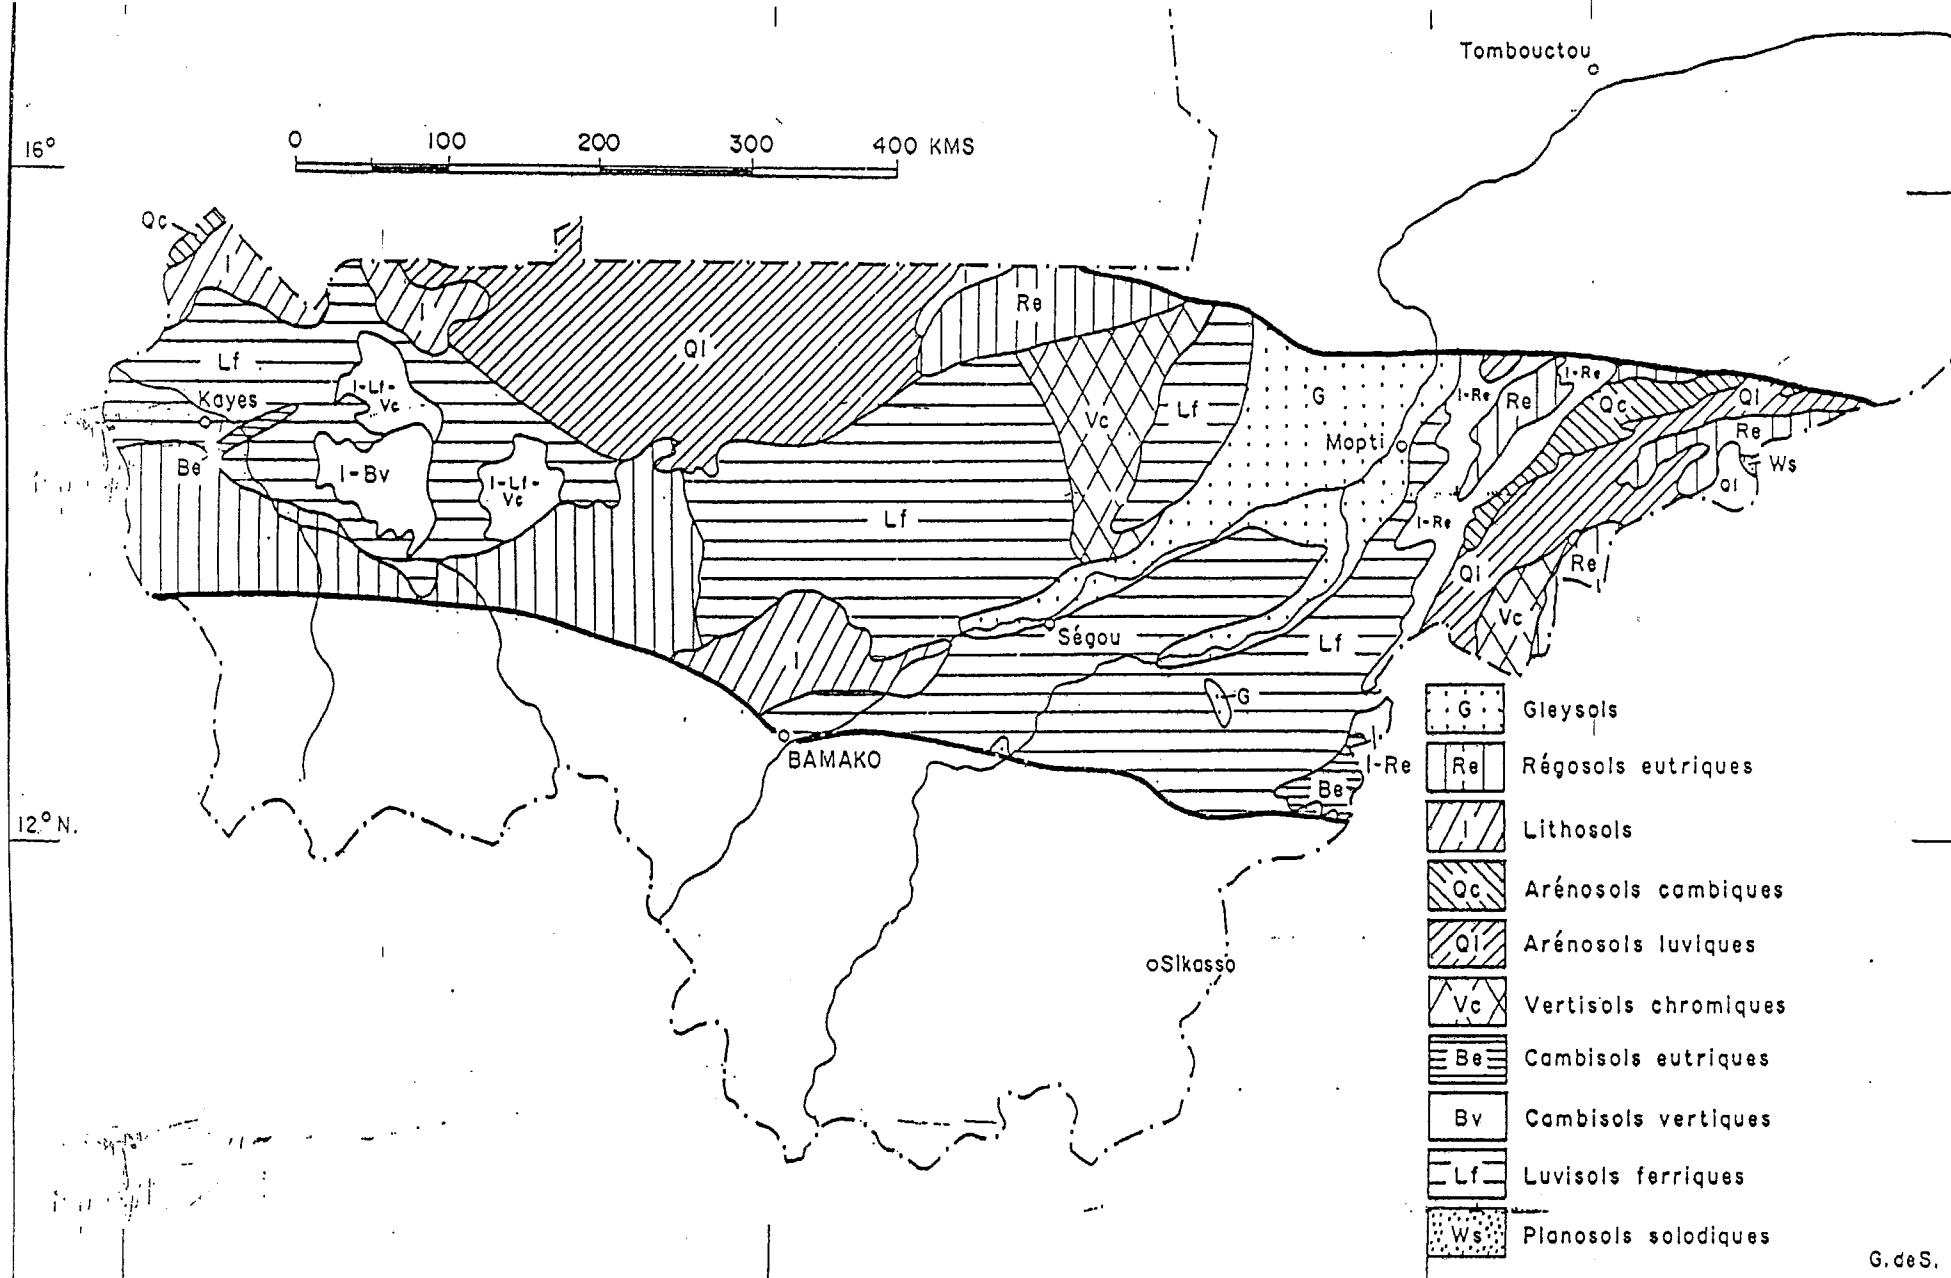 Tombouctou
0 100 200 300 400 KMS
16°
Qc
I
I
Re
Ql
Lf
I-Lf-
Vc
Kayes
Vc
Lf
G
I-Re
I-Re
Re
Qc
Ql
Re
Mopti
Ws
Be
I-Bv
I-Lf-
Vc
Ql
Lf
I-Re
Re
Ql
Vc
Ségou
Lf
I
G
BAMAKO
I-Re
Be
12° N.
Sikasso
G Gleysols
Re Régosols eutriques
I Lithosols
Qc Arénosols cambiques
Ql Arénosols luviques
Vc Vertisols chromiques
Be Cambisols eutriques
Bv Cambisols vertiques
Lf Luvisols ferriques
Ws Planosols solodiques
G.deS.